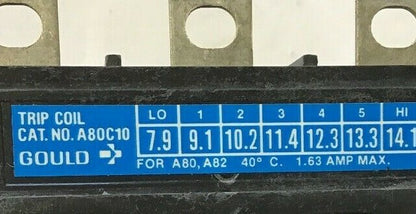 TRIP COIL
CAT. NO. A80C10
GOULD
LO 1 2 3 4 5 HI
7.9 9.1 10.2 11.4 12.3 13.3 14.1
FOR A80, A82 40° C. 1.63 AMP MAX.